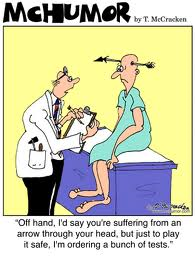 McHUMOR by T. McCracken
"Off hand, I'd say you're suffering from an
arrow through your head, but just to play
it safe, I'm ordering a bunch of tests."